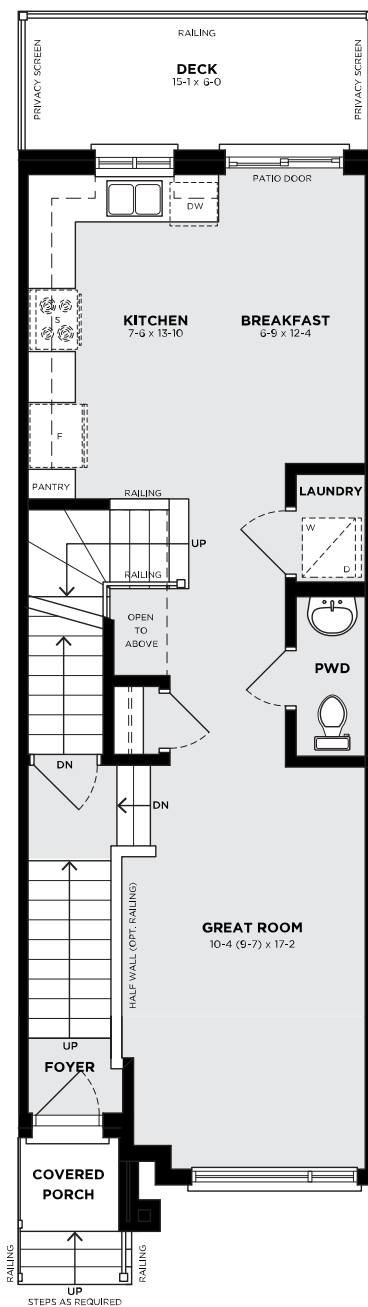 RAILING
PRIVACY SCREEN
PRIVACY SCREEN
DECK
15-1 x 6-0
PATIO DOOR
DW
S
KITCHEN
7-6 x 13-10
BREAKFAST
6-9 x 12-4
F
PANTRY
RAILING
LAUNDRY
W
D
UP
RAILING
OPEN
TO
ABOVE
PWD
DN
DN
HALF WALL (OPT. RAILING)
GREAT ROOM
10-4 (9-7) x 17-2
UP
FOYER
COVERED
PORCH
RAILING
RAILING
UP
STEPS AS REQUIRED